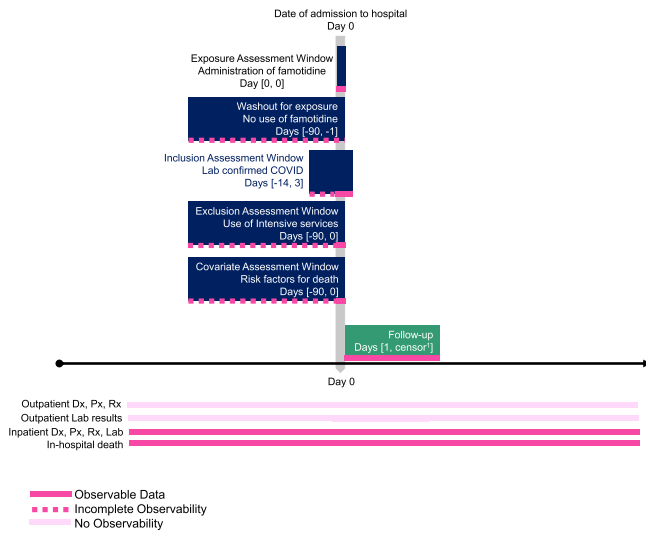 Date of admission to hospital
Day 0
Exposure Assessment Window
Administration of famotidine
Day [0, 0]
Washout for exposure
No use of famotidine
Days [-90, -1]
Inclusion Assessment Window
Lab confirmed COVID
Days [-14, 3]
Exclusion Assessment Window
Use of Intensive services
Days [-90, 0]
Covariate Assessment Window
Risk factors for death
Days [-90, 0]
Follow-up
Days [1, censor¹]
Day 0
Outpatient Dx, Px, Rx
Outpatient Lab results
Inpatient Dx, Px, Rx, Lab
In-hospital death
Observable Data
Incomplete Observability
No Observability